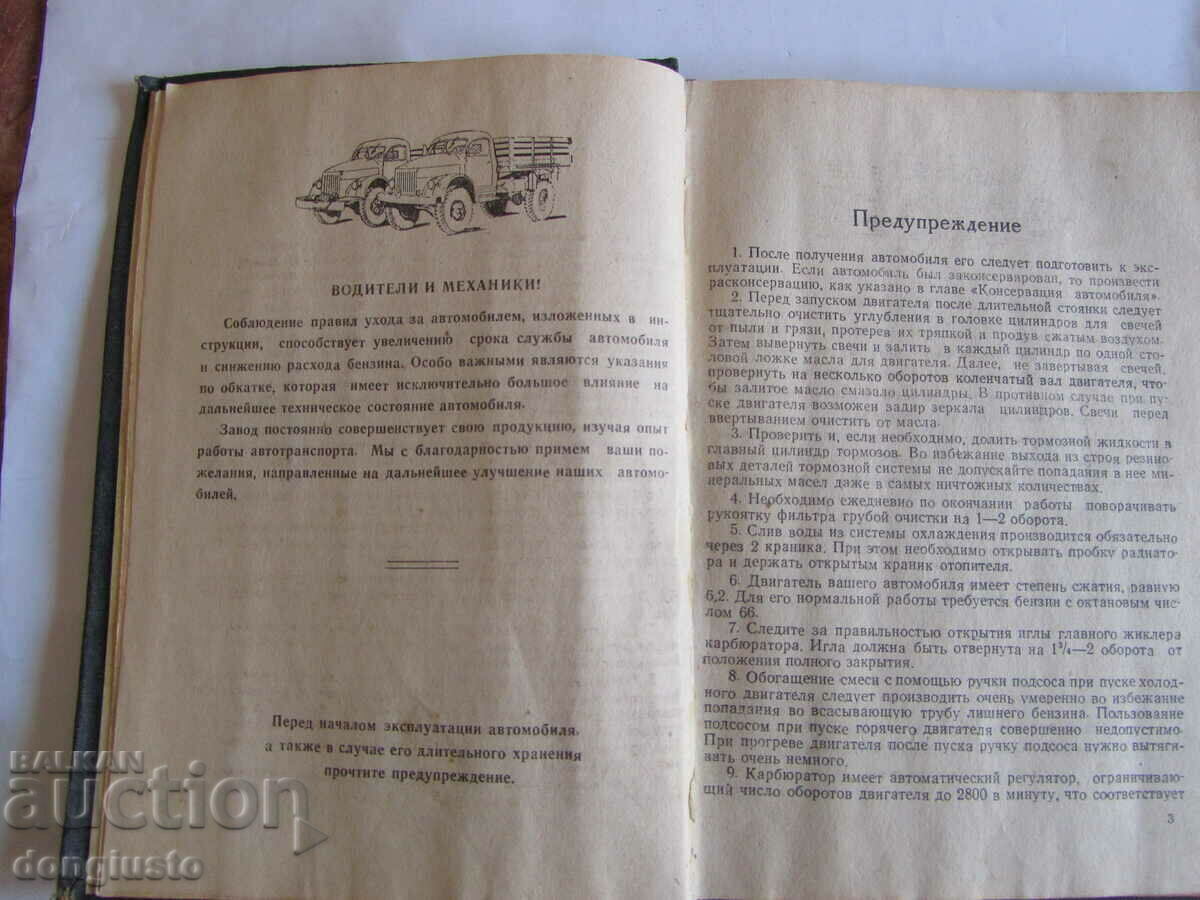 ВОДИТЕЛИ И МЕХАНИКИ!
Соблюдение правил ухода за автомобилем, изложенных в ин-
струкции, способствует увеличению срока службы автомобиля
и снижению расхода бензина. Особо важными являются указания
по обкатке, которая имеет исключительно большое влияние на
дальнейшее техническое состояние автомобиля.
Завод постоянно совершенствует свою продукцию, изучая опыт
работы автотранспорта. Мы с благодарностью примем ваши по-
желания, направленные на дальнейшее улучшение наших автомо-
билей.
Перед началом эксплуатации автомобиля,
а также в случае его длительного хранения
прочтите предупреждение.
Предупреждение
1. После получения автомобиля его следует подготовить к экс-
плуатации. Если автомобиль был законсервирован, то произвести
расконсервацию, как указано в главе «Консервация автомобиля».
2. Перед запуском двигателя после длительной стоянки следует
тщательно очистить углубления в головке цилиндров для свечей
от пыли и грязи, протерев их тряпкой и продув сжатым воздухом.
Затем вывернуть свечи и залить в каждый цилиндр по одной сто-
ловой ложке масла для двигателя. Далее, не завертывая свечей,
провернуть на несколько оборотов коленчатый вал двигателя, что-
бы залитое масло смазало цилиндры. В противном случае при пу-
ске двигателя возможен задир зеркала цилиндров. Свечи перед
ввертыванием очистить от масла.
3. Проверить и, если необходимо, долить тормозной жидкости в
главный цилиндр тормозов. Во избежание выхода из строя резино-
вых деталей тормозной системы не допускайте попадания в нее ми-
неральных масел даже в самых ничтожных количествах.
4. Необходимо ежедневно по окончании работы поворачивать
рукоятку фильтра грубой очистки на 1—2 оборота.
5. Слив воды из системы охлаждения производится обязательно
через 2 краника. При этом необходимо открывать пробку радиато-
ра и держать открытым краник отопителя.
6. Двигатель вашего автомобиля имеет степень сжатия, равную
6,2. Для его нормальной работы требуется бензин с октановым чис-
лом 66.
7. Следите за правильностью открытия иглы главного жиклера
карбюратора. Игла должна быть отвернута на 1³/₄—2 оборота от
положения полного закрытия.
8. Обогащение смеси с помощью ручки подсоса при пуске холод-
ного двигателя следует производить очень умеренно во избежание
попадания во всасывающую трубу лишнего бензина. Пользование
подсосом при пуске горячего двигателя совершенно недопустимо.
При прогреве двигателя после пуска ручку подсоса нужно вытяги-
вать очень немного.
9. Карбюратор имеет автоматический регулятор, ограничиваю-
щий число оборотов двигателя до 2800 в минуту, что соответствует
3
BALKAN
auction
dongiusto